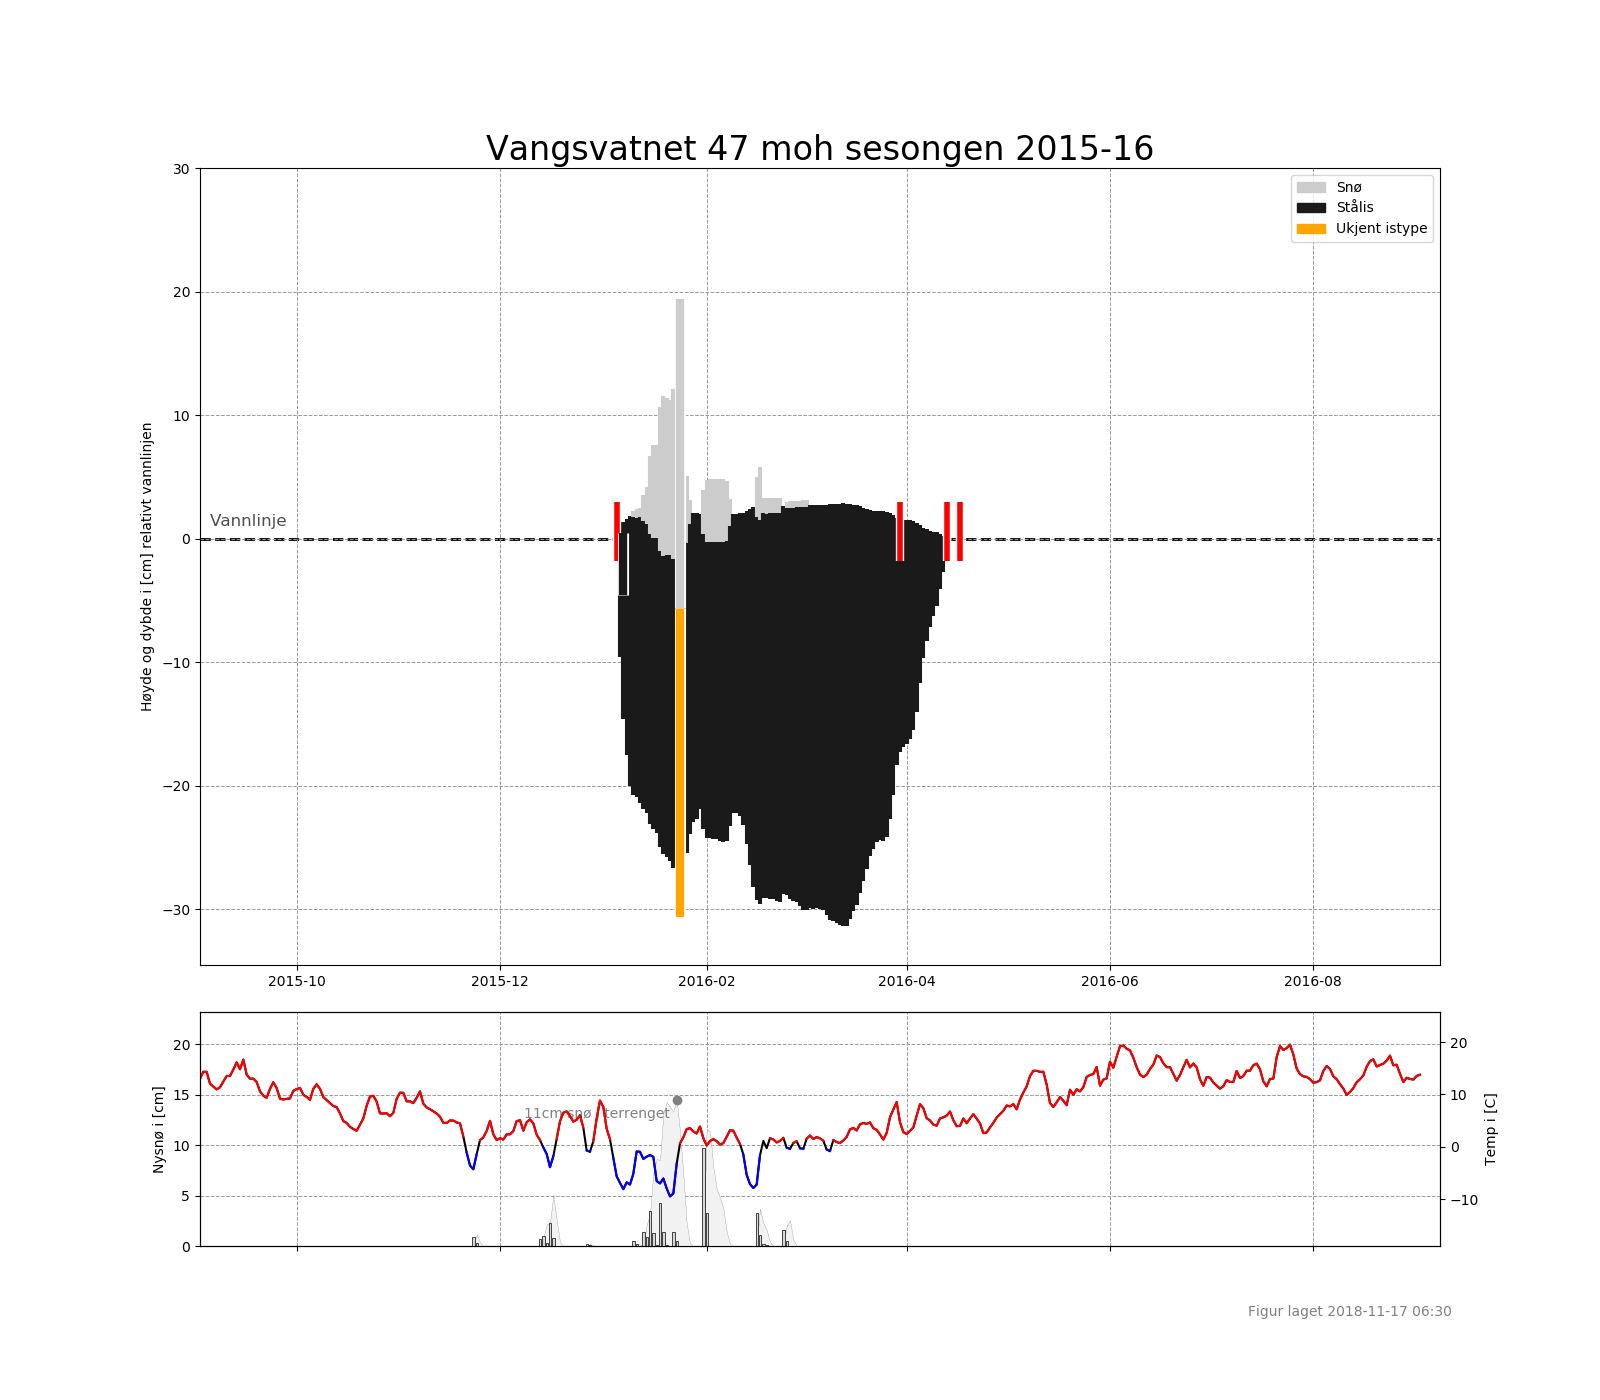 Vangsvatnet 47 moh sesongen 2015-16
30
20
10
0
−10
−20
−30
Høyde og dybde i [cm] relativt vannlinjen
Vannlinje
Snø
Stålis
Ukjent istype
2015-10
2015-12
2016-02
2016-04
2016-06
2016-08
20
15
10
5
0
Nysnø i [cm]
11cm snø i terrenget
20
10
0
−10
Temp i [C]
Figur laget 2018-11-17 06:30